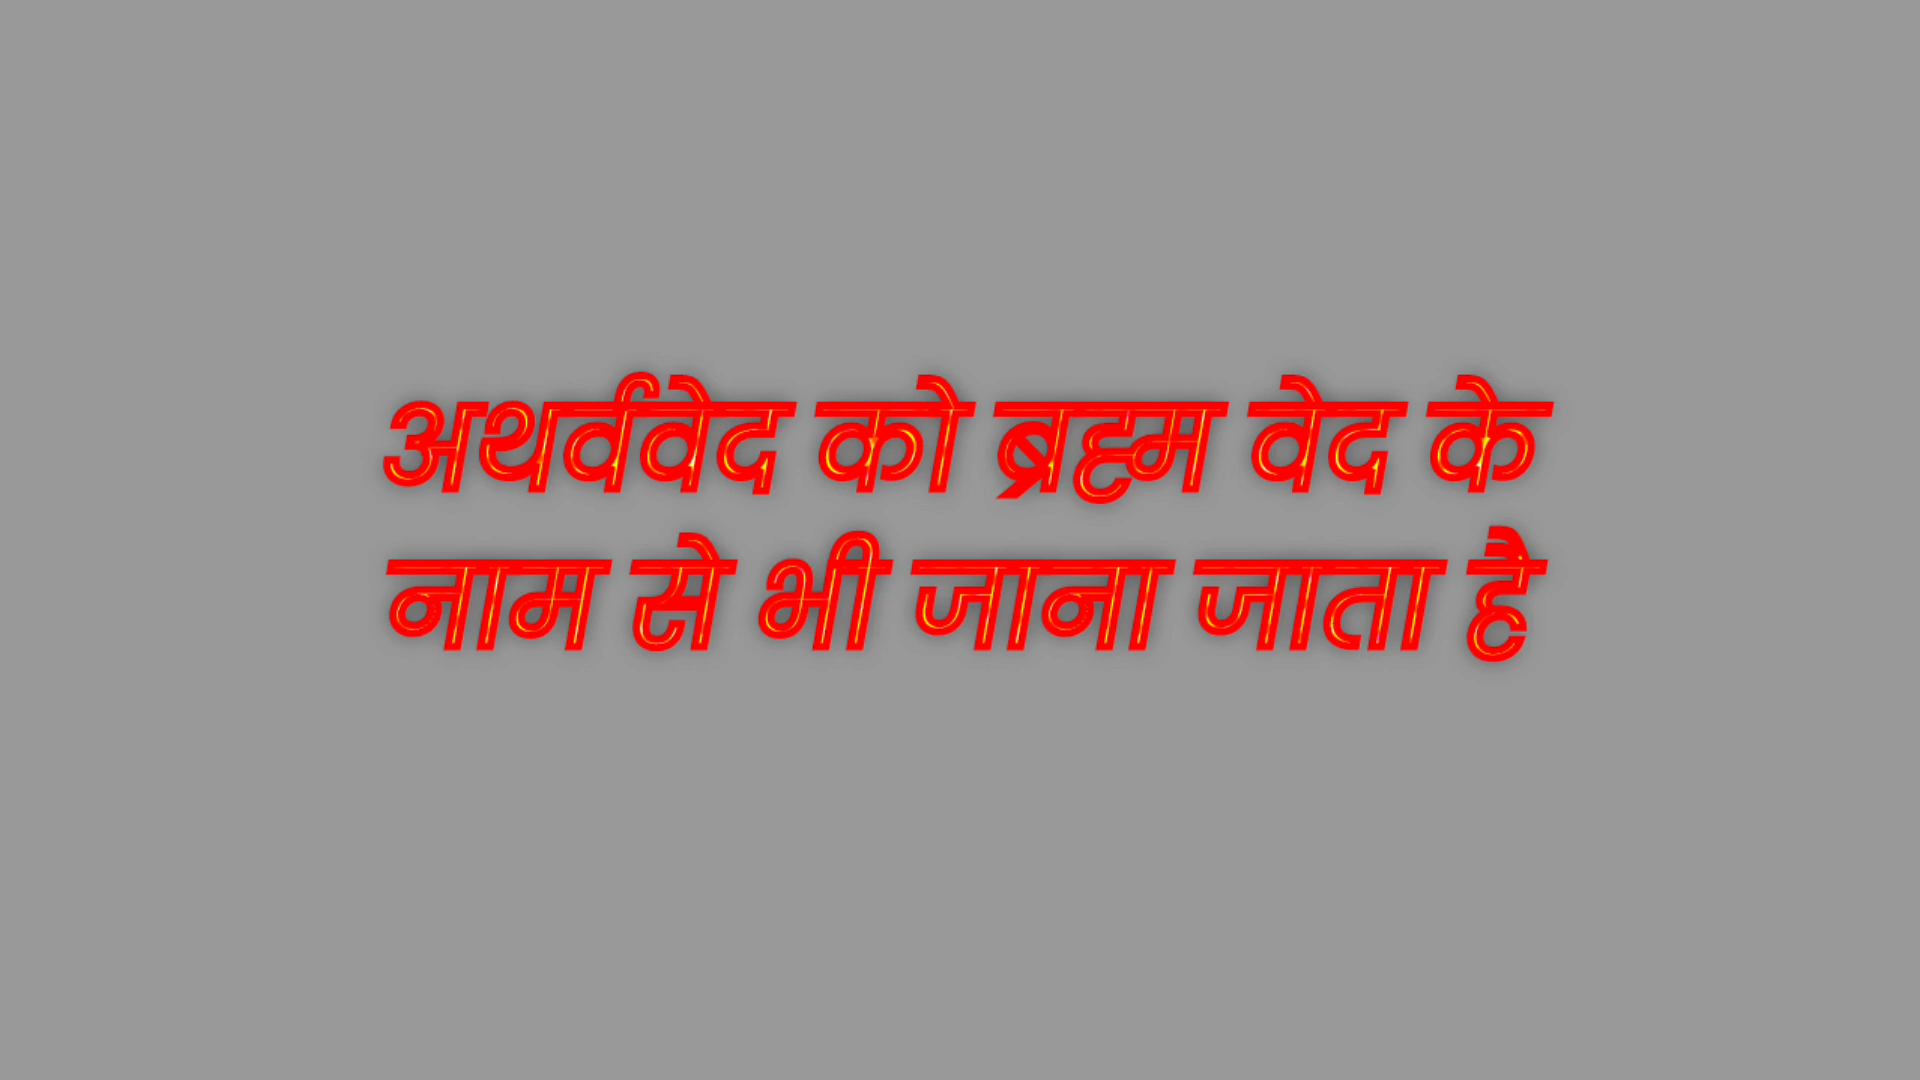 अथर्ववेद को ब्रह्म वेद के
नाम से भी जाना जाता है